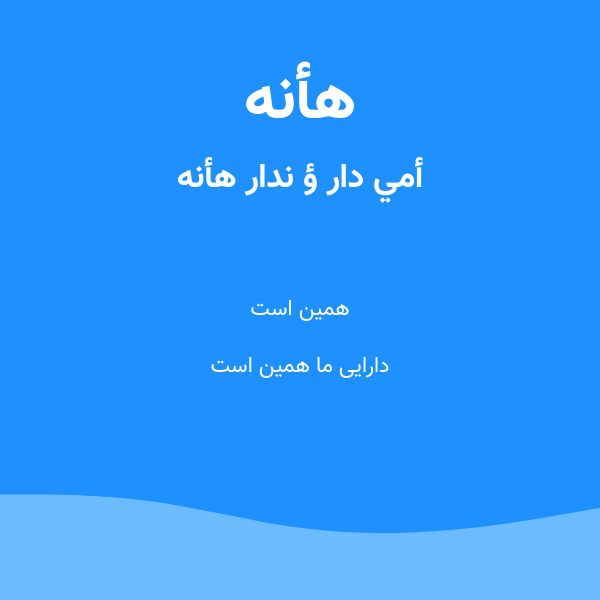 هأنه
أمي دار ؤ ندار هأنه
همین است
دارایی ما همین است